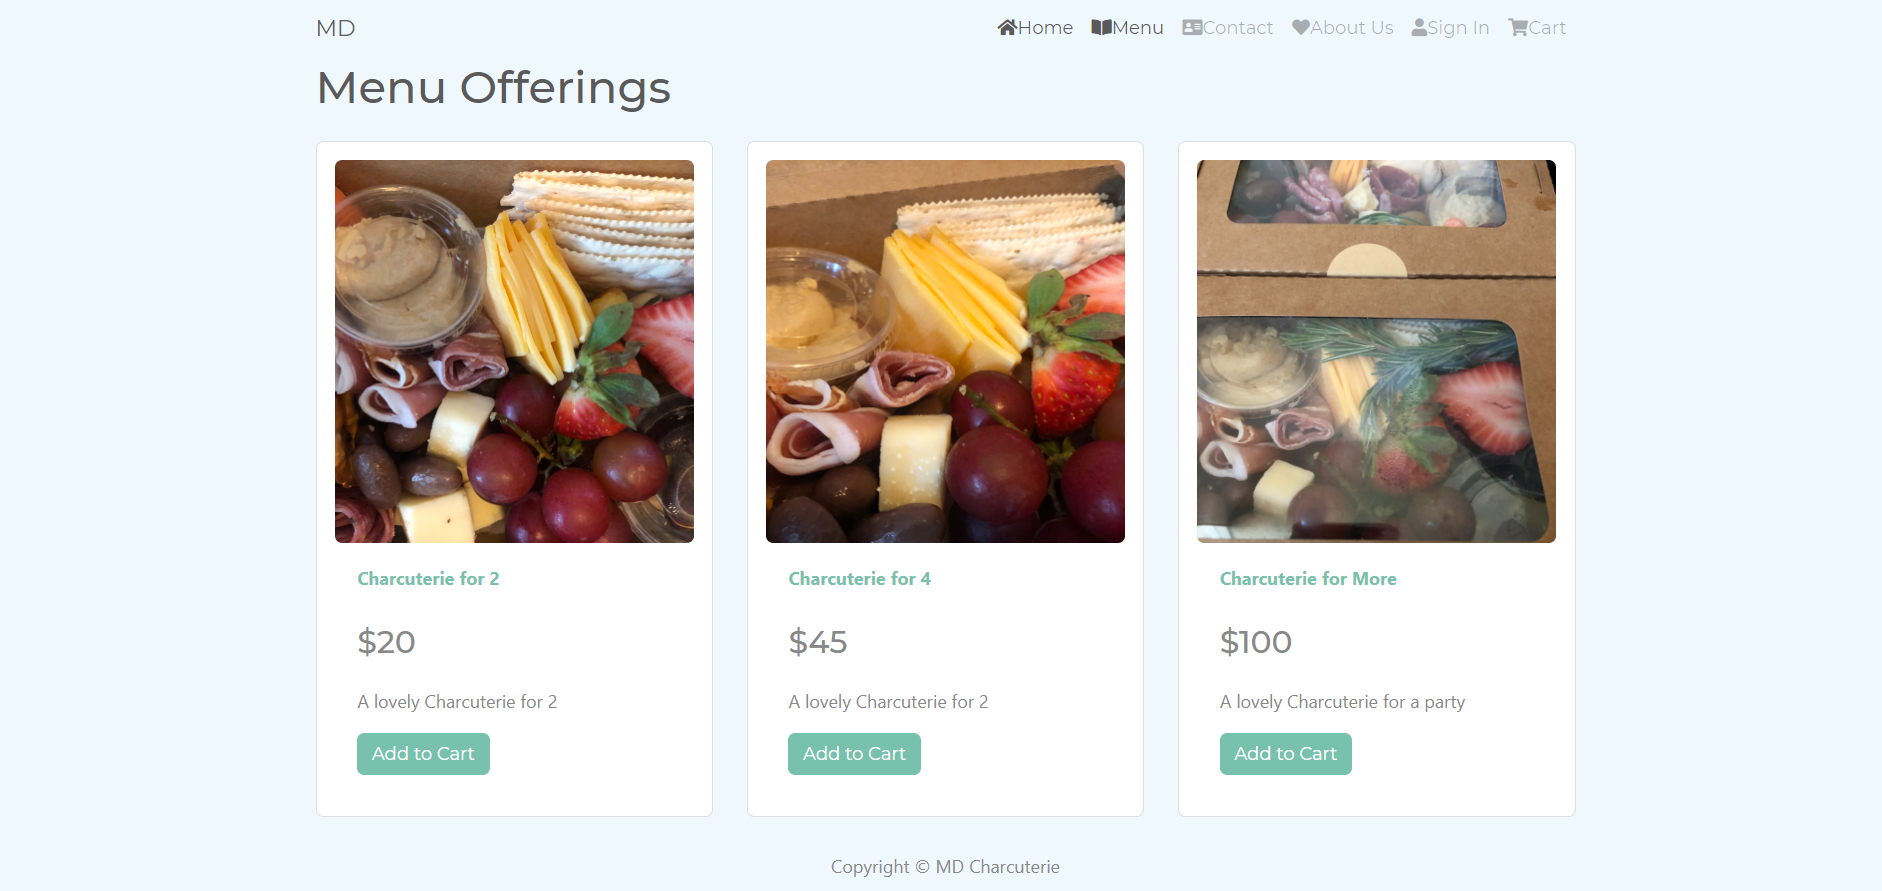 MD
Home Menu Contact About Us Sign In Cart
Menu Offerings
Charcuterie for 2
$20
A lovely Charcuterie for 2
Add to Cart
Charcuterie for 4
$45
A lovely Charcuterie for 2
Add to Cart
Charcuterie for More
$100
A lovely Charcuterie for a party
Add to Cart
Copyright © MD Charcuterie